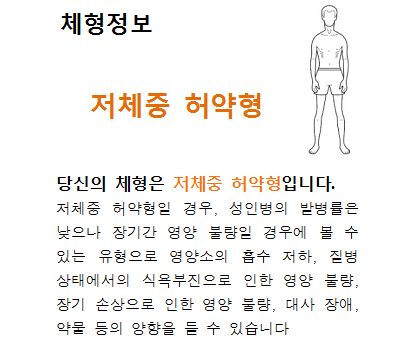 체형정보
저체중 허약형
당신의 체형은 저체중 허약형입니다.
저체중 허약형일 경우, 성인병의 발병률은
낮으나 장기간 영양 불량일 경우에 볼 수
있는 유형으로 영양소의 흡수 저하, 질병
상태에서의 식욕부진으로 인한 영양 불량,
장기 손상으로 인한 영양 불량, 대사 장애,
약물 등의 양향을 들 수 있습니다